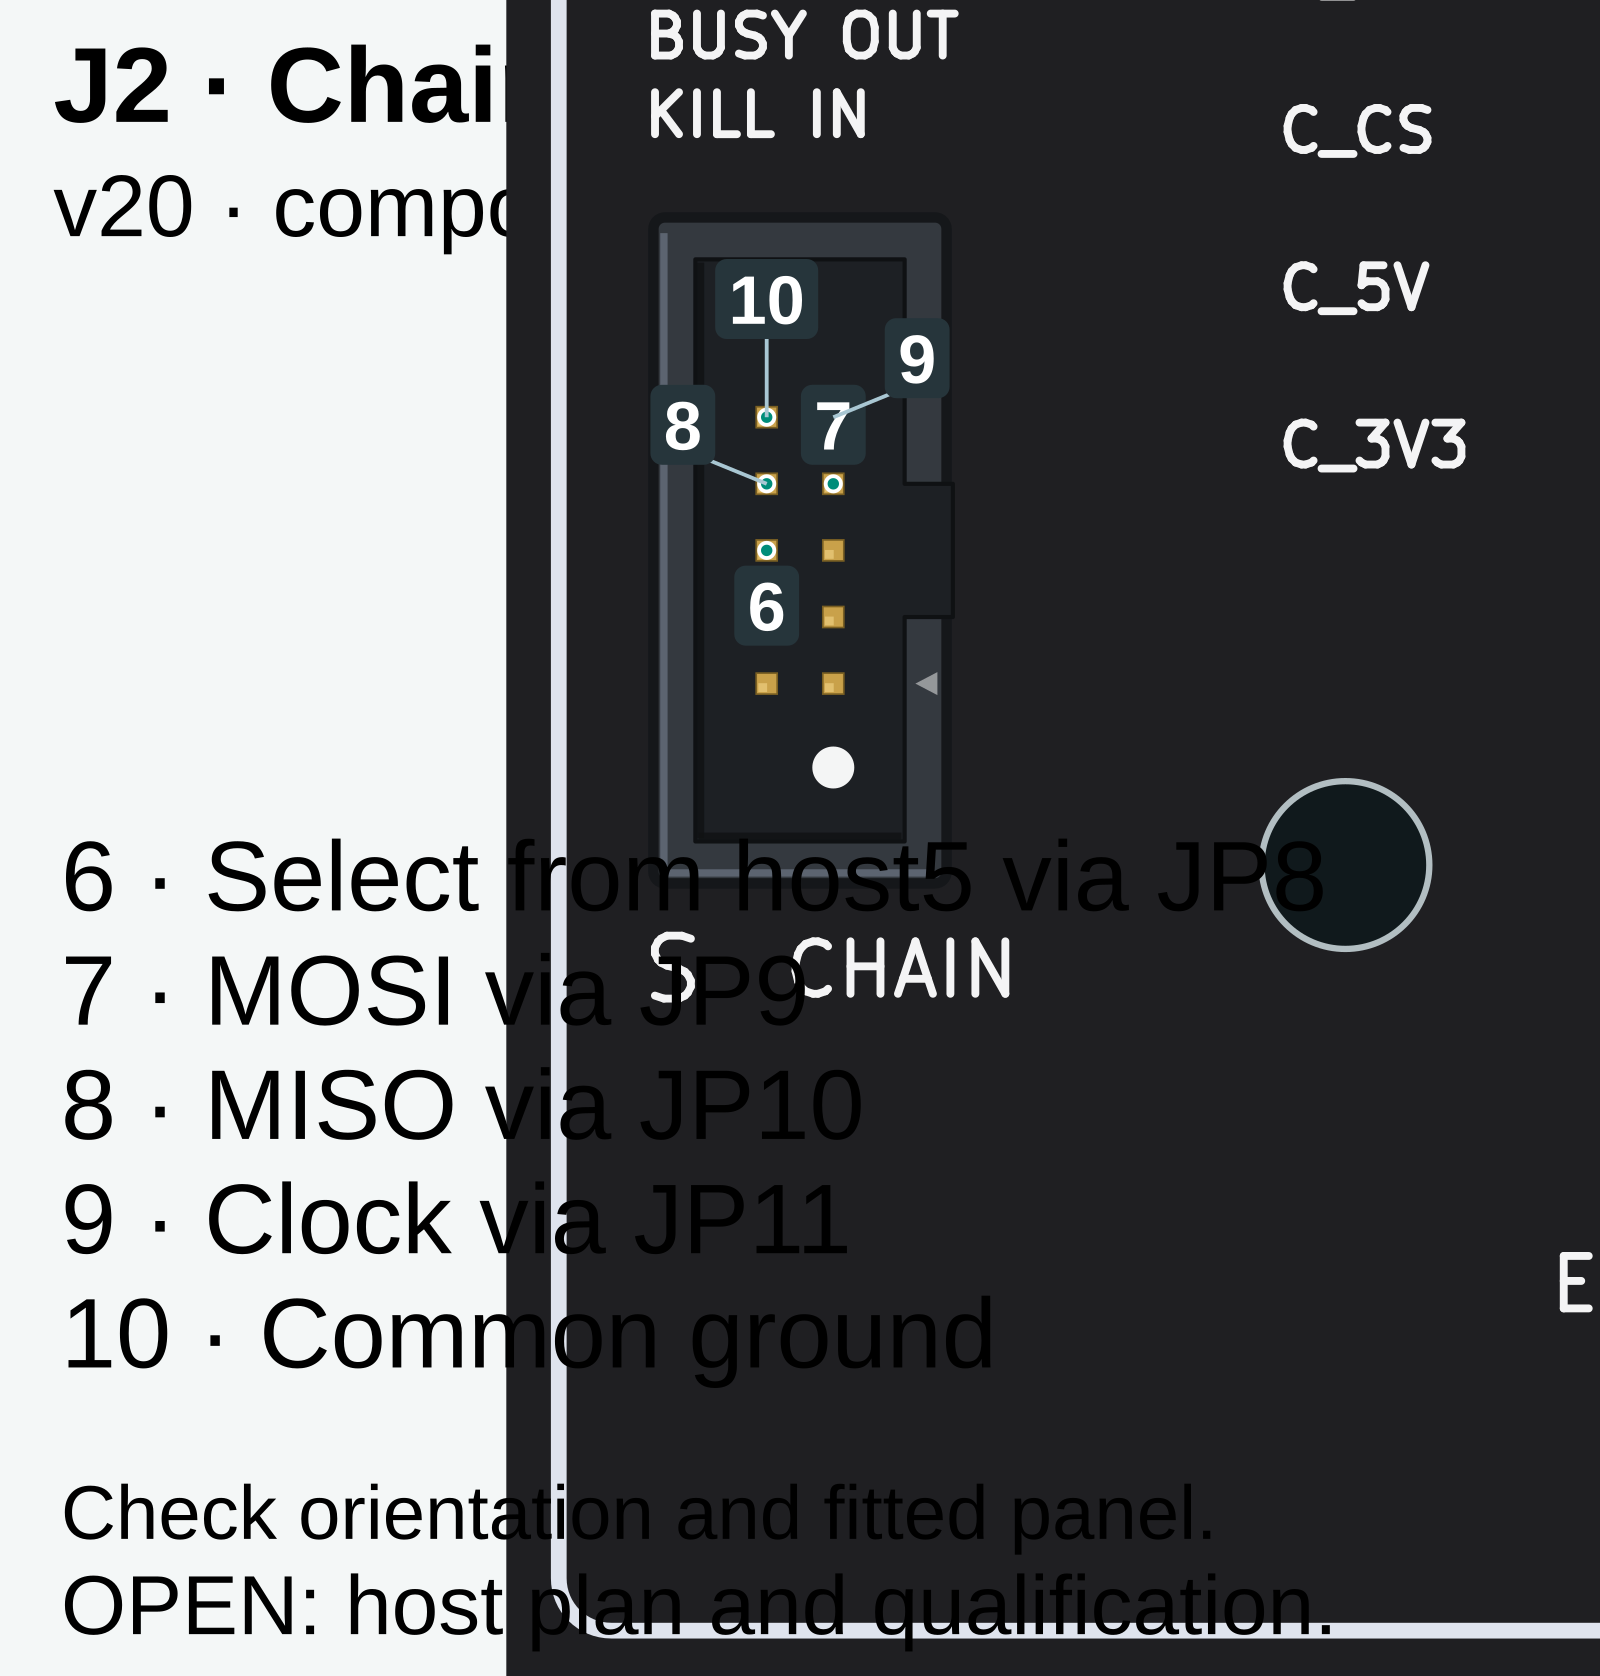 J2 · Chai
v20 · compo
BUSY OUT
KILL IN
C_CS
C_5V
C_3V3
10
9
8
7
6
6 · Select from host5 via JP8
S CHAIN
7 · MOSI via JP9
8 · MISO via JP10
9 · Clock via JP11
E
10 · Common ground
Check orientation and fitted panel.
OPEN: host plan and qualification.